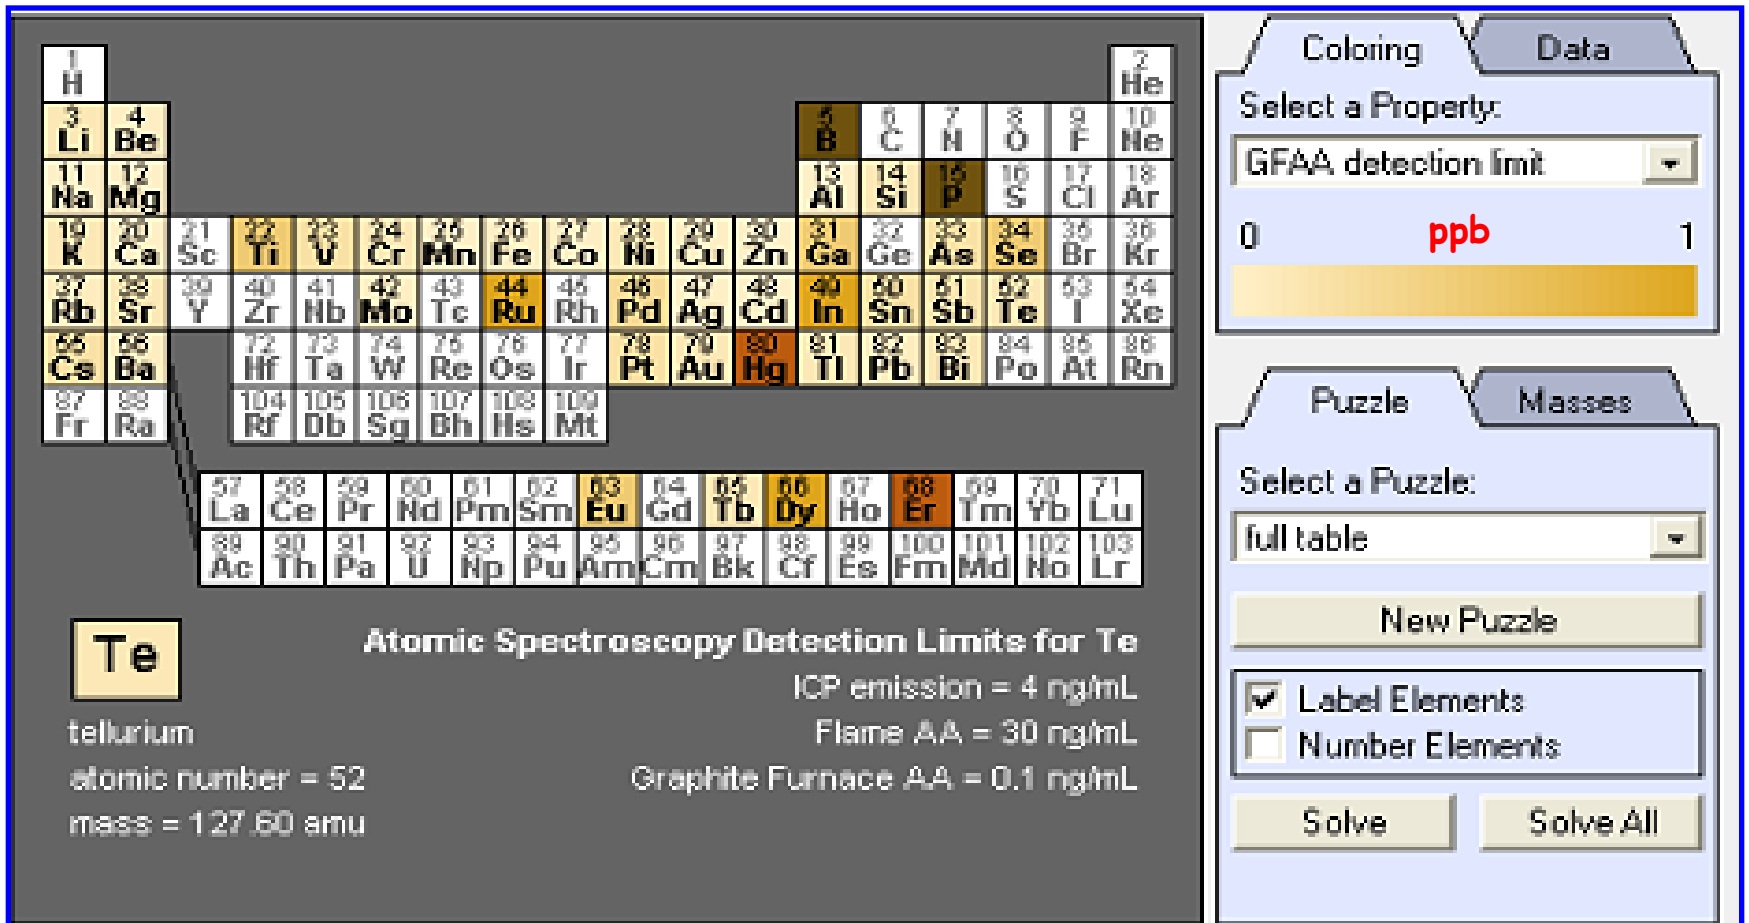 Coloring Data
Select a Property:
GFAA detection limit
0 ppb 1
1 2
H He
3 4 5 6 7 8 9 10
Li Be B C N O F Ne
11 12 13 14 15 16 17 18
Na Mg Al Si P S Cl Ar
19 20 21 22 23 24 25 26 27 28 29 30 31 32 33 34 35 36
K Ca Sc Ti V Cr Mn Fe Co Ni Cu Zn Ga Ge As Se Br Kr
37 38 39 40 41 42 43 44 45 46 47 48 49 50 51 52 53 54
Rb Sr Y Zr Nb Mo Tc Ru Rh Pd Ag Cd In Sn Sb Te I Xe
55 56 72 73 74 75 76 77 78 79 80 81 82 83 84 85 86
Cs Ba Hf Ta W Re Os Ir Pt Au Hg Tl Pb Bi Po At Rn
87 88 104 105 106 107 108 109
Fr Ra Rf Db Sg Bh Hs Mt
57 58 59 60 61 62 63 64 65 66 67 68 69 70 71
La Ce Pr Nd Pm Sm Eu Gd Tb Dy Ho Er Tm Yb Lu
89 90 91 92 93 94 95 96 97 98 99 100 101 102 103
Ac Th Pa U Np Pu Am Cm Bk Cf Es Fm Md No Lr
Te
tellurium
atomic number = 52
mass = 127.60 amu
Atomic Spectroscopy Detection Limits for Te
ICP emission = 4 ng/mL
Flame AA = 30 ng/mL
Graphite Furnace AA = 0.1 ng/mL
Puzzle Masses
Select a Puzzle:
full table
New Puzzle
Label Elements
Number Elements
Solve Solve All